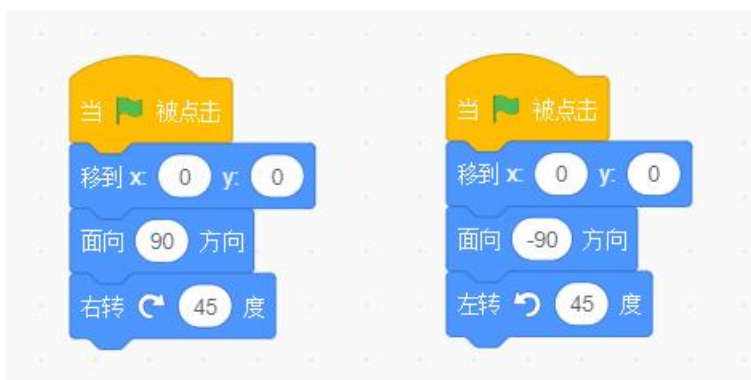 当 被点击
移到 x: 0 y: 0
面向 90 方向
右转 45 度
当 被点击
移到 x: 0 y: 0
面向 -90 方向
左转 45 度